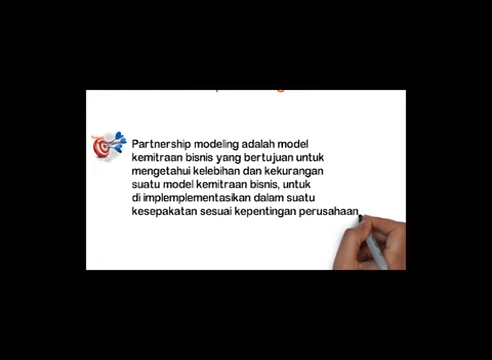 Partnership modeling adalah model
kemitraan bisnis yang bertujuan untuk
mengetahui kelebihan dan kekurangan
suatu model kemitraan bisnis, untuk
di implemplementasikan dalam suatu
kesepakatan sesuai kepentingan perusahaan